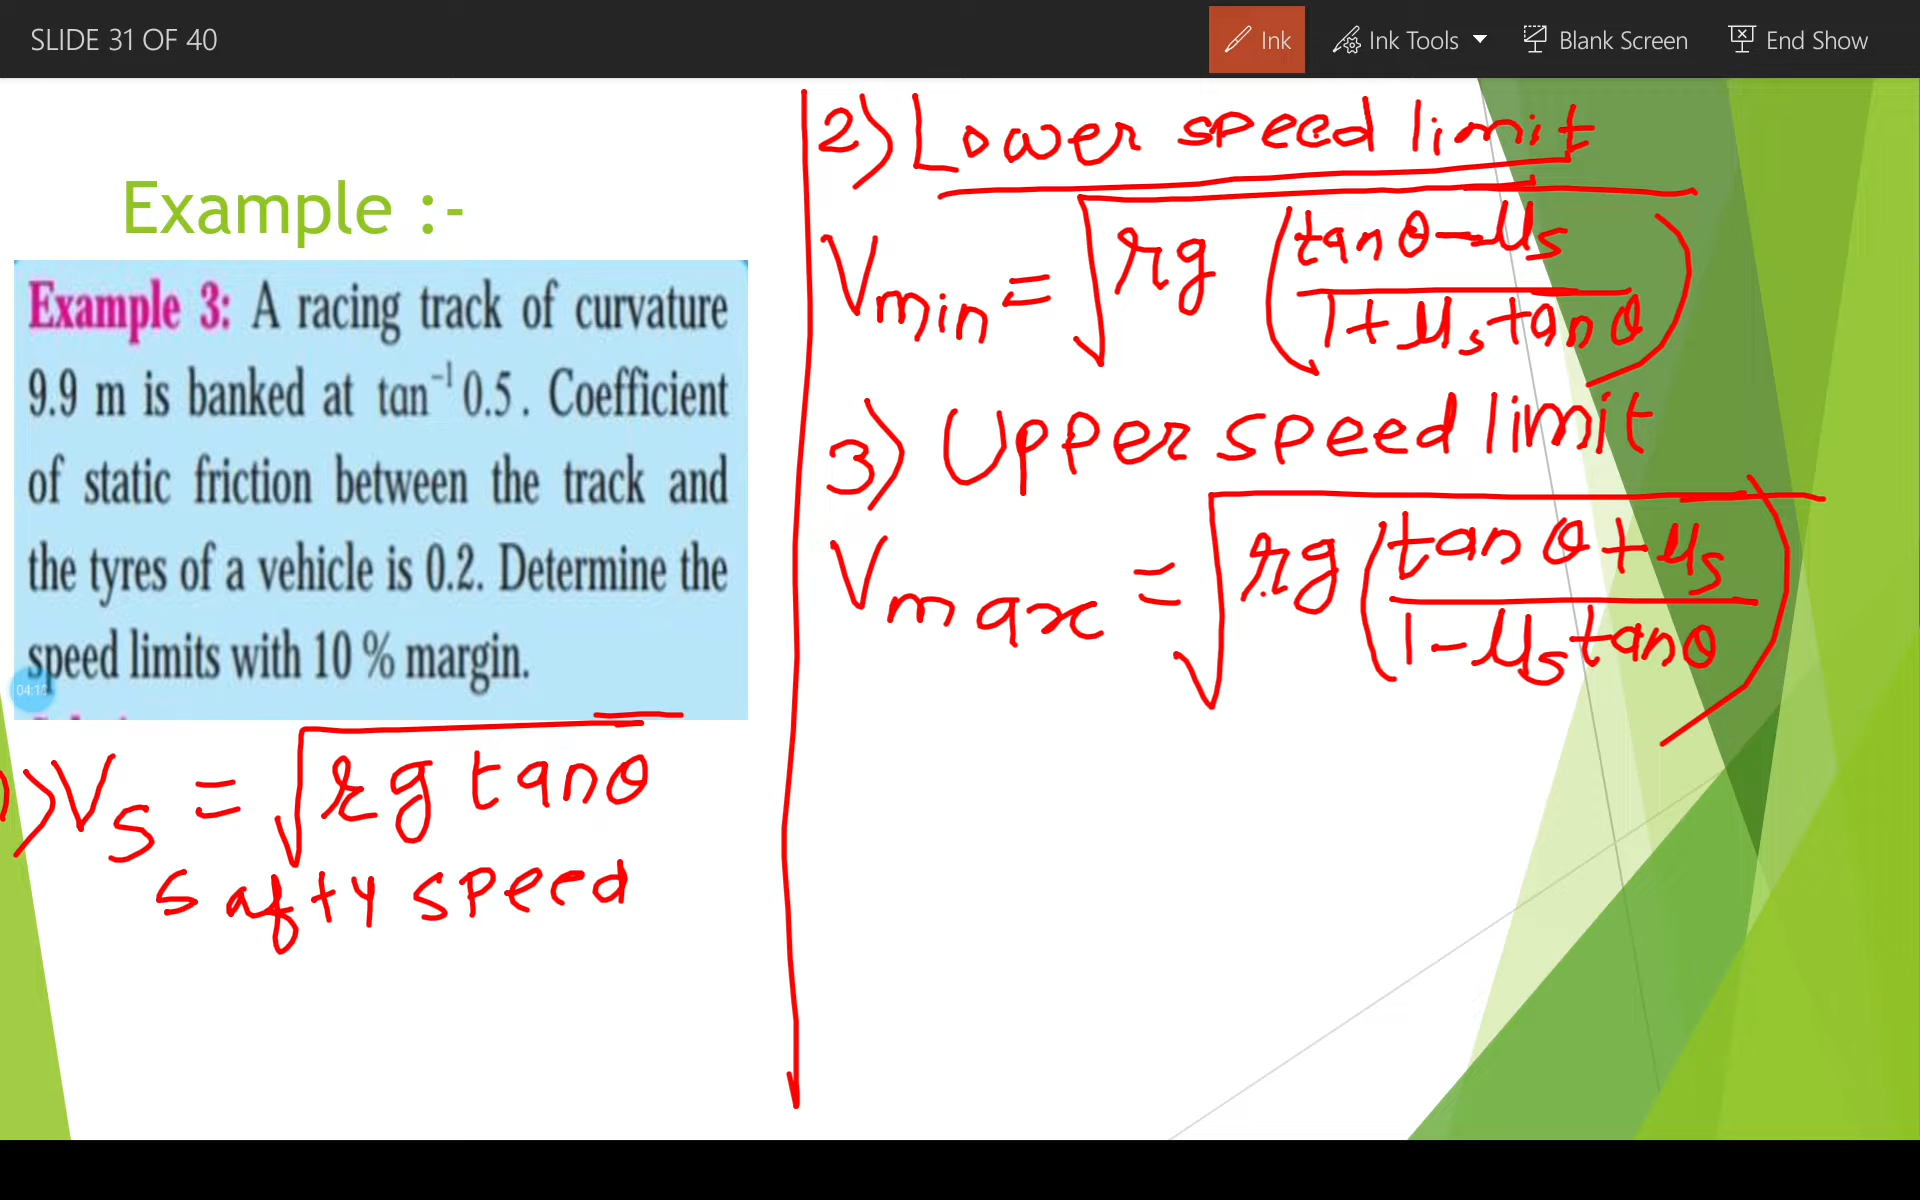 SLIDE 31 OF 40
Ink
Ink Tools
Blank Screen
End Show
Example :-
Example 3: A racing track of curvature
9.9 m is banked at tan⁻¹ 0.5. Coefficient
of static friction between the track and
the tyres of a vehicle is 0.2. Determine the
speed limits with 10 % margin.
04:1
) Vs = √(rg tanθ)
safty speed
2) Lower speed limit
Vmin = √(rg ((tanθ - μs)/(1 + μs tanθ)))
3) Upper speed limit
Vmax = √(rg ((tanθ + μs)/(1 - μs tanθ)))